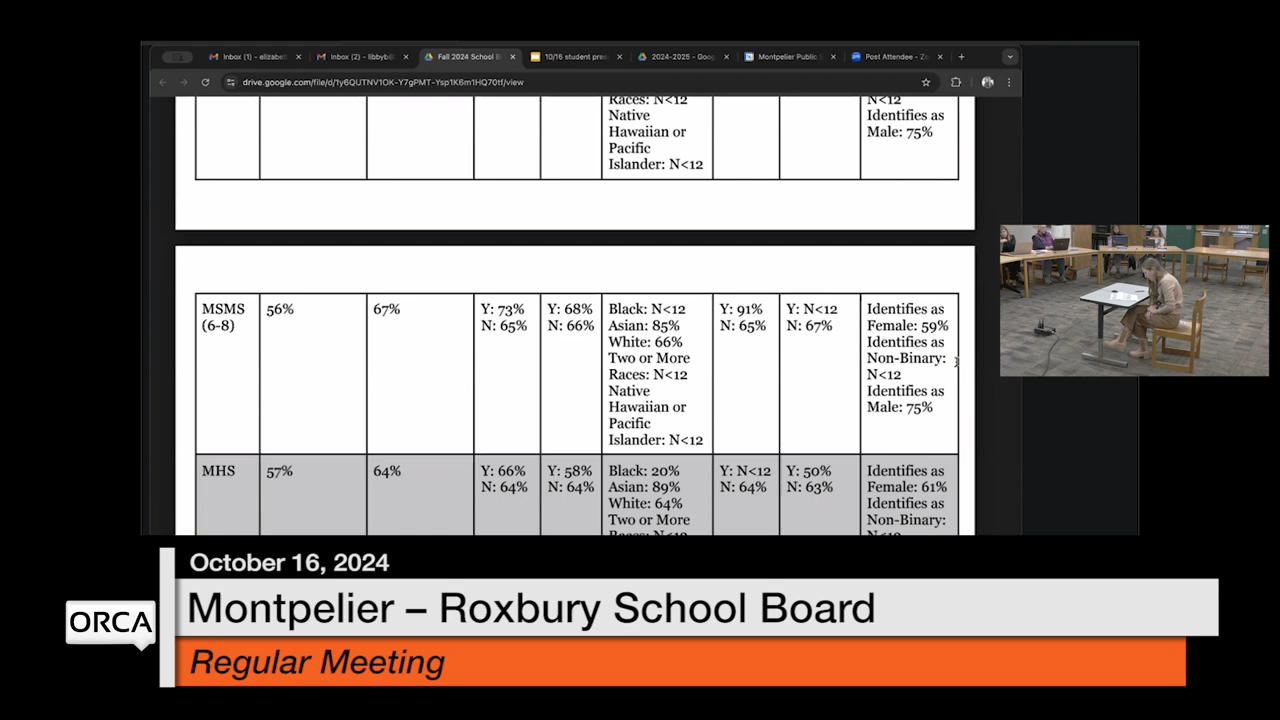 Inbox (1) - elizabeth
Inbox (2) - libbyb@
Fall 2024 School B
10/16 student pres
2024-2025 - Goog
Montpelier Public S
Post Attendee - Zo
drive.google.com/file/d/1y6QUTNV1OK-Y7gPMT-Ysp1K6m1HQ70tf/view
Races: N<12
Native
Hawaiian or
Pacific
Islander: N<12
N<12
Identifies as
Male: 75%
MSMS
(6-8)
56%
67%
Y: 73%
N: 65%
Y: 68%
N: 66%
Black: N<12
Asian: 85%
White: 66%
Two or More
Races: N<12
Native
Hawaiian or
Pacific
Islander: N<12
Y: 91%
N: 65%
Y: N<12
N: 67%
Identifies as
Female: 59%
Identifies as
Non-Binary:
N<12
Identifies as
Male: 75%
MHS
57%
64%
Y: 66%
N: 64%
Y: 58%
N: 64%
Black: 20%
Asian: 89%
White: 64%
Two or More
Races: N<12
Y: N<12
N: 64%
Y: 50%
N: 63%
Identifies as
Female: 61%
Identifies as
Non-Binary:
N<12
October 16, 2024
ORCA
Montpelier – Roxbury School Board
Regular Meeting